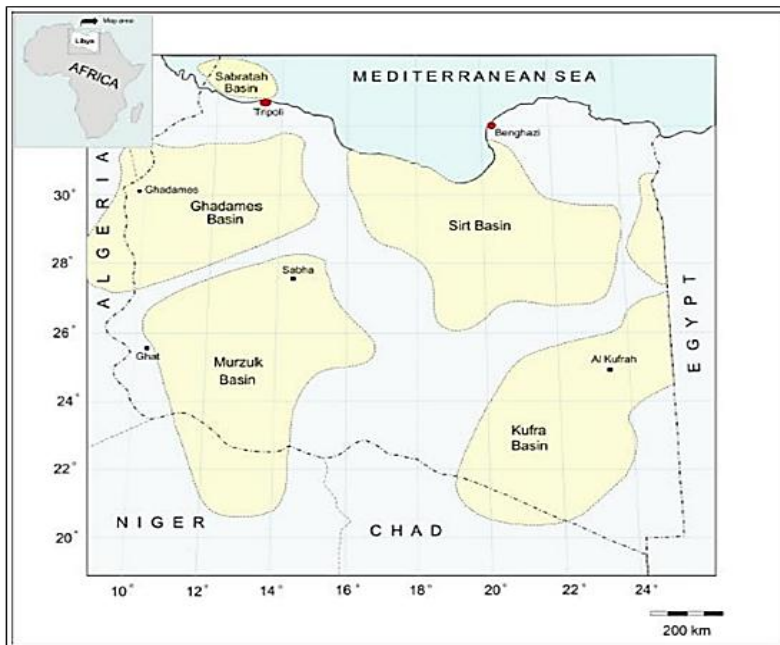 Map area
Libya
AFRICA
MEDITERRANEAN SEA
Sabratah
Basin
Tripoli
Benghazi
ALGERIA
Ghadames
Ghadames
Basin
Sirt Basin
Sabha
EGYPT
Ghat
Murzuk
Basin
Al Kufrah
Kufra
Basin
NIGER
CHAD
30°
28°
26°
24°
22°
20°
10°
12°
14°
16°
18°
20°
22°
24°
200 km